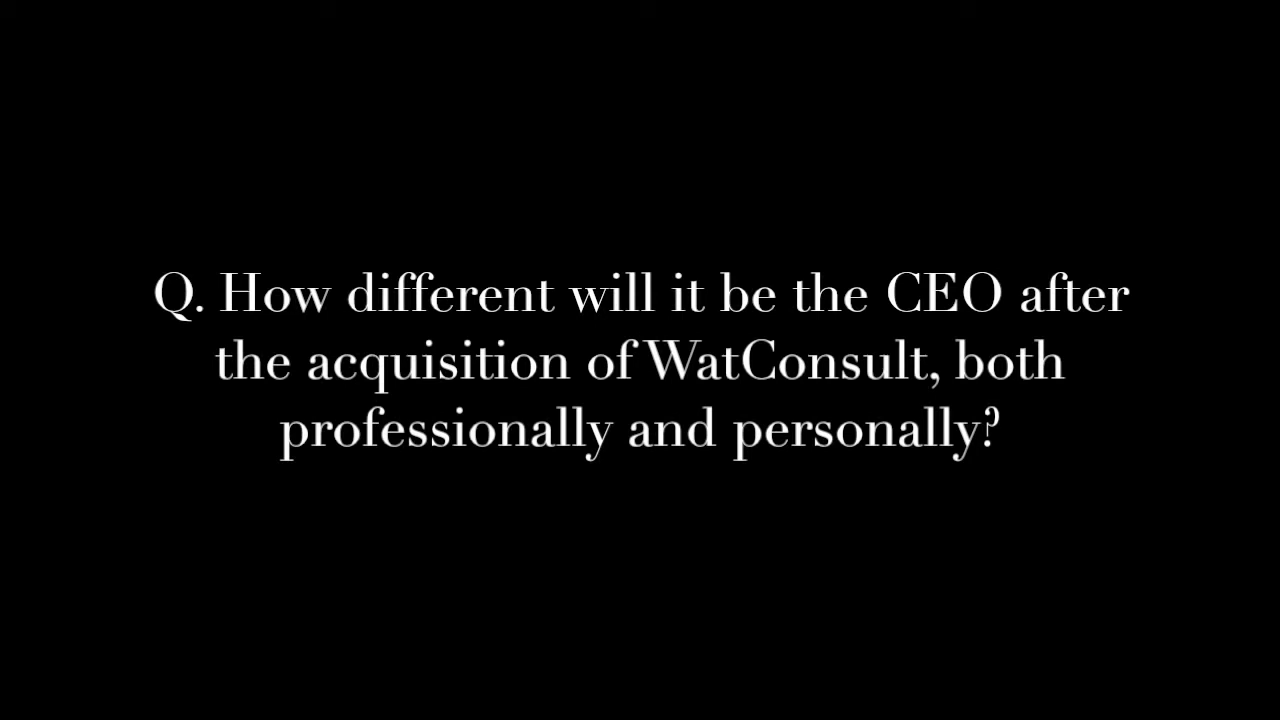 Q. How different will it be the CEO after
the acquisition of WatConsult, both
professionally and personally?